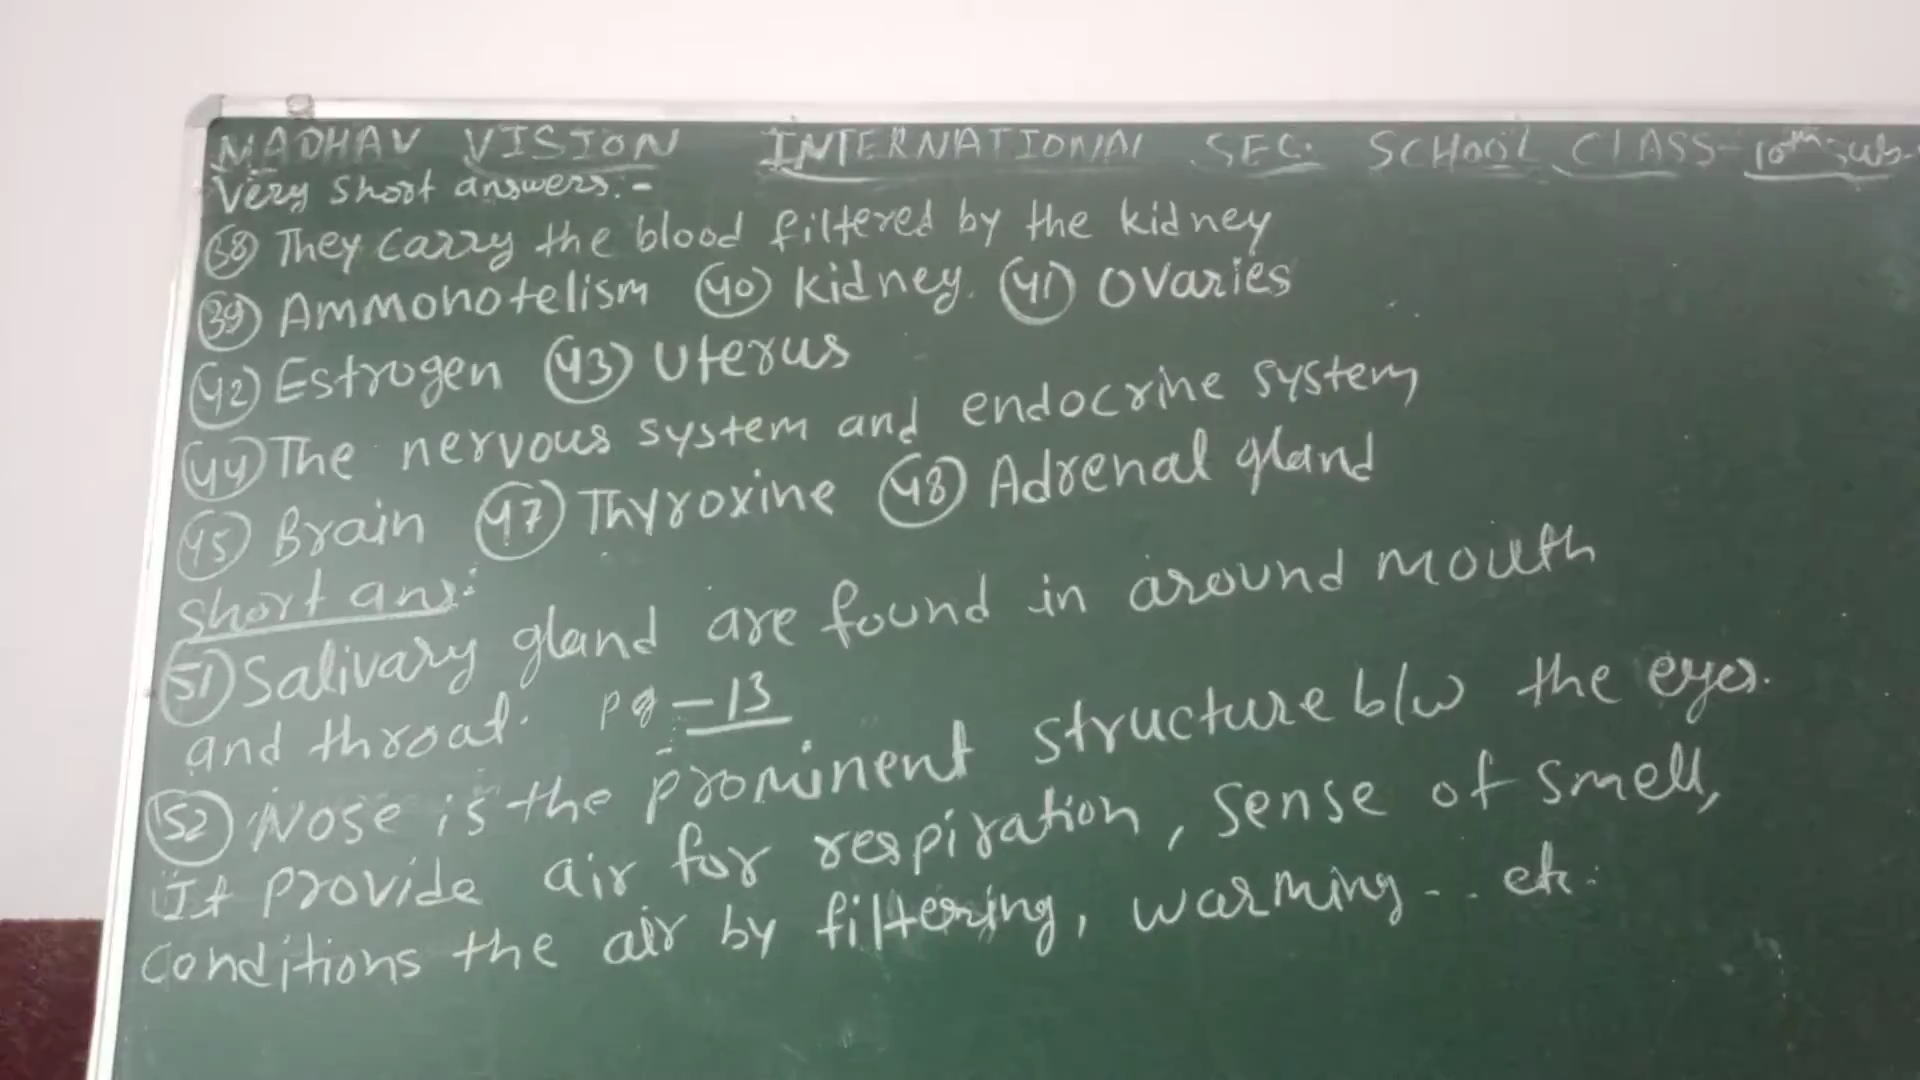 MADHAV VISION INTERNATIONAL SEC. SCHOOL CLASS-10th Sub-
Very short answers:-
(38) They carry the blood filtered by the kidney
(39) Ammonotelism (40) kidney. (41) Ovaries
(42) Estrogen (43) Uterus
(44) The nervous system and endocrine system
(45) Brain (47) Thyroxine (48) Adrenal gland
Short ans:
(51) Salivary gland are found in around mouth
and throat. pg-13
(52) Nose is the prominent structure b/w the eyes.
It provide air for respiration, sense of smell,
conditions the air by filtering, warming... etc.